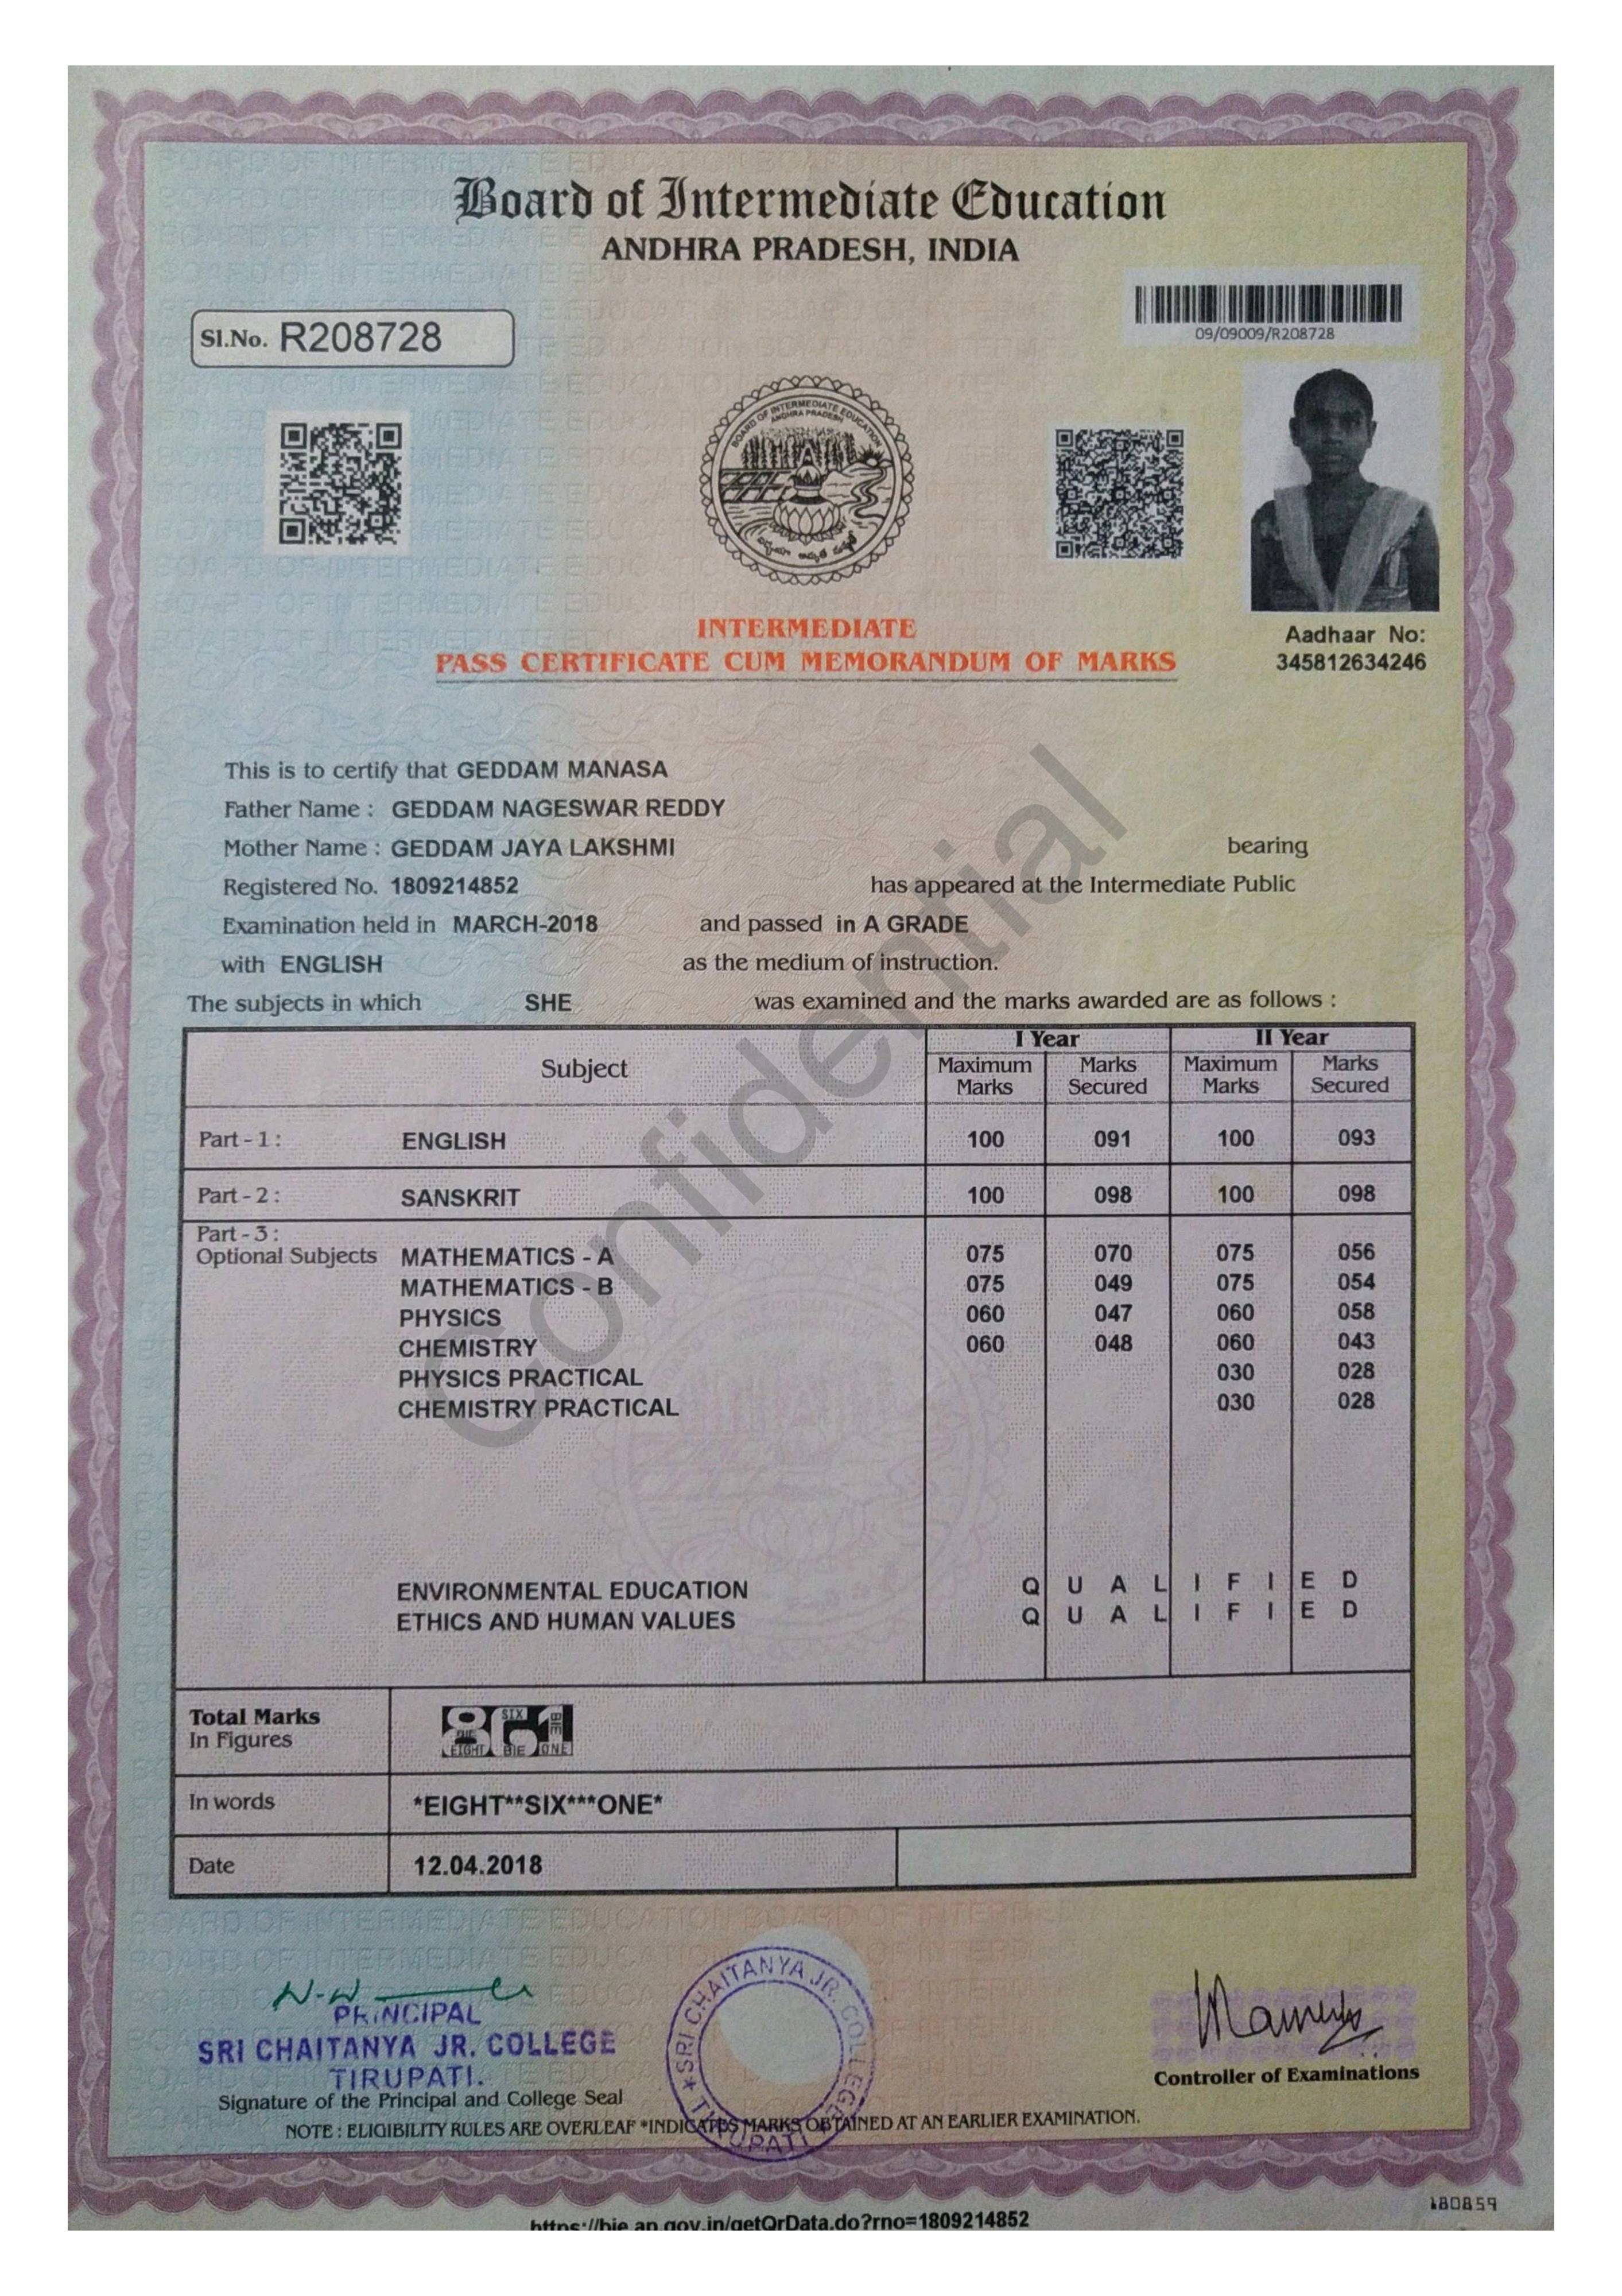 Board of Intermediate Education
ANDHRA PRADESH, INDIA
Sl.No. R208728
09/09009/R208728
BOARD OF INTERMEDIATE EDUCATION
ANDHRA PRADESH
INTERMEDIATE
PASS CERTIFICATE CUM MEMORANDUM OF MARKS
Aadhaar No:
345812634246
This is to certify that GEDDAM MANASA
Father Name : GEDDAM NAGESWAR REDDY
Mother Name : GEDDAM JAYA LAKSHMI bearing
Registered No. 1809214852 has appeared at the Intermediate Public
Examination held in MARCH-2018 and passed in A GRADE
with ENGLISH as the medium of instruction.
The subjects in which SHE was examined and the marks awarded are as follows :
Subject I Year II Year
Maximum Marks Marks Secured Maximum Marks Marks Secured
Part - 1 : ENGLISH 100 091 100 093
Part - 2 : SANSKRIT 100 098 100 098
Part - 3 :
Optional Subjects MATHEMATICS - A 075 070 075 056
MATHEMATICS - B 075 049 075 054
PHYSICS 060 047 060 058
CHEMISTRY 060 048 060 043
PHYSICS PRACTICAL 030 028
CHEMISTRY PRACTICAL 030 028
ENVIRONMENTAL EDUCATION Q U A L I F I E D
ETHICS AND HUMAN VALUES Q U A L I F I E D
Total Marks
In Figures 861
In words *EIGHT**SIX***ONE*
Date 12.04.2018
Confidential
PRINCIPAL
SRI CHAITANYA JR. COLLEGE
TIRUPATI.
Signature of the Principal and College Seal
SRI CHAITANYA JR. COLLEGE
* TIRUPATI *
Controller of Examinations
NOTE : ELIGIBILITY RULES ARE OVERLEAF *INDICATES MARKS OBTAINED AT AN EARLIER EXAMINATION.
180859
https://bie.ap.gov.in/getQrData.do?rno=1809214852